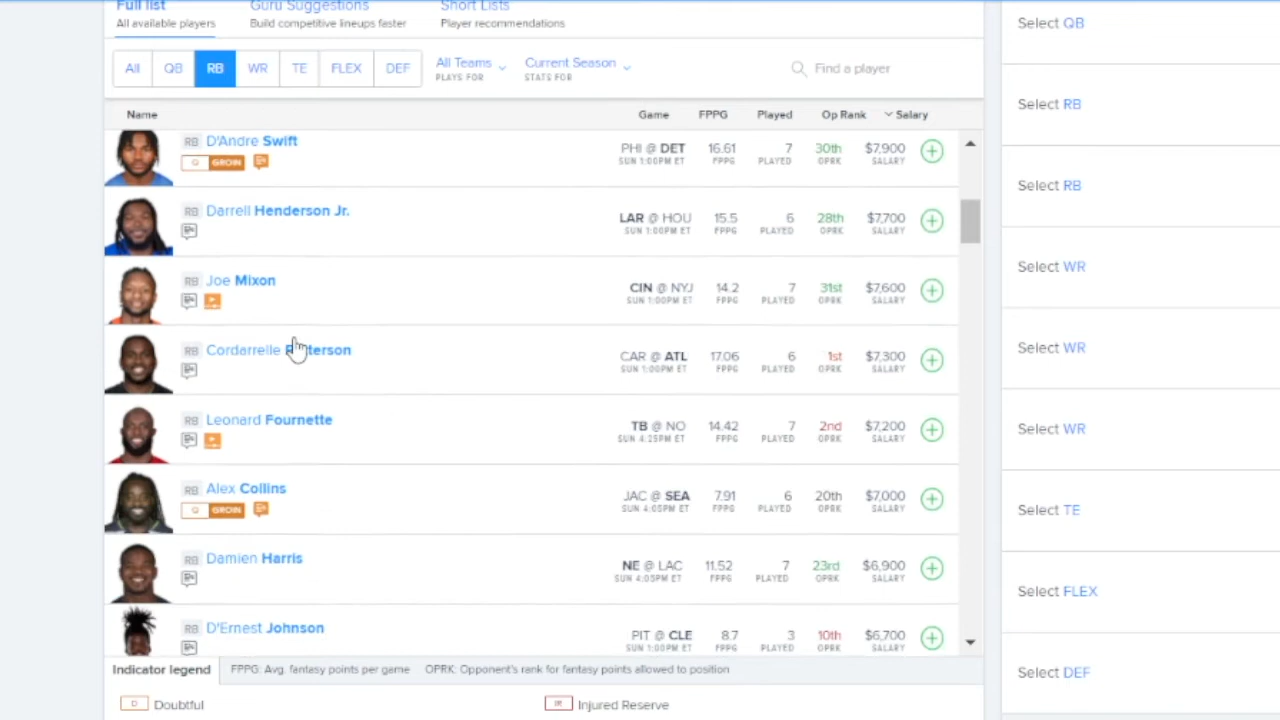 Full list Guru Suggestions Short Lists
All available players Build competitive lineups faster Player recommendations
All QB RB WR TE FLEX DEF All Teams Current Season Find a player
PLAYS FOR STATS FOR
Name Game FPPG Played Op Rank Salary
RB D'Andre Swift PHI @ DET 16.61 7 30th $7,900
Q GROIN SUN 1:00PM ET FPPG PLAYED OPRK SALARY
RB Darrell Henderson Jr. LAR @ HOU 15.5 6 28th $7,700
SUN 1:00PM ET FPPG PLAYED OPRK SALARY
RB Joe Mixon CIN @ NYJ 14.2 7 31st $7,600
SUN 1:00PM ET FPPG PLAYED OPRK SALARY
RB Cordarrelle CAR @ ATL 17.06 6 1st $7,300
SUN 1:00PM ET FPPG PLAYED OPRK SALARY
RB Leonard Fournette TB @ NO 14.42 7 2nd $7,200
SUN 4:25PM ET FPPG PLAYED OPRK SALARY
RB Alex Collins JAC @ SEA 7.91 6 20th $7,000
Q GROIN SUN 4:05PM ET FPPG PLAYED OPRK SALARY
RB Damien Harris NE @ LAC 11.52 7 23rd $6,900
SUN 4:05PM ET FPPG PLAYED OPRK SALARY
RB D'Ernest Johnson PIT @ CLE 8.7 3 10th $6,700
SUN 1:00PM ET FPPG PLAYED OPRK SALARY
Indicator legend FPPG: Avg. fantasy points per game OPRK: Opponent's rank for fantasy points allowed to position
D Doubtful IR Injured Reserve
Select QB
Select RB
Select RB
Select WR
Select WR
Select WR
Select TE
Select FLEX
Select DEF